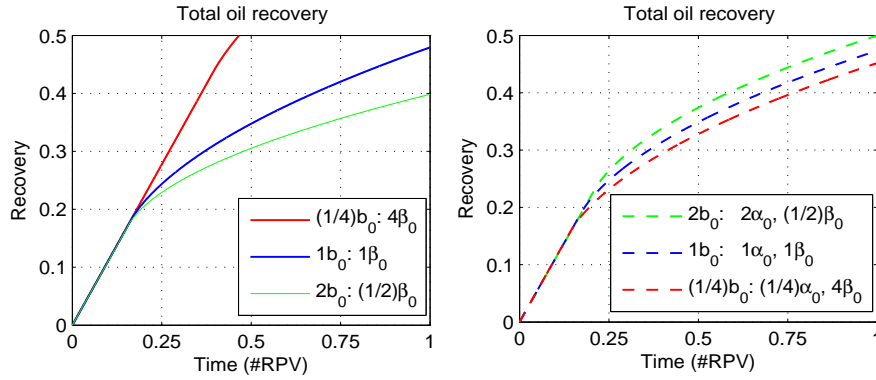 Total oil recovery
0.5
0.4
0.3
0.2
0.1
0
Recovery
0 0.25 0.5 0.75 1
Time (#RPV)
(1/4)b₀: 4β₀
1b₀: 1β₀
2b₀: (1/2)β₀
Total oil recovery
0.5
0.4
0.3
0.2
0.1
0
Recovery
0 0.25 0.5 0.75 1
Time (#RPV)
2b₀: 2α₀, (1/2)β₀
1b₀: 1α₀, 1β₀
(1/4)b₀: (1/4)α₀, 4β₀